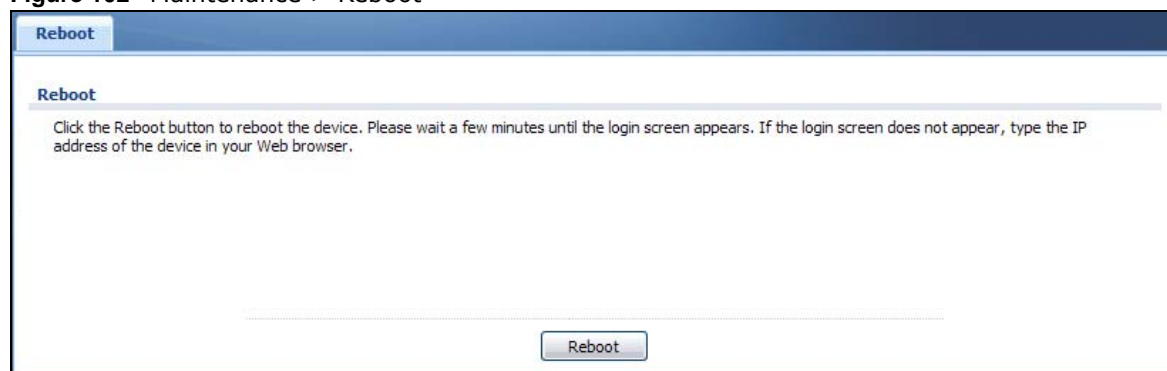 Figure 102 Maintenance > Reboot
Reboot
Reboot
Click the Reboot button to reboot the device. Please wait a few minutes until the login screen appears. If the login screen does not appear, type the IP
address of the device in your Web browser.
Reboot